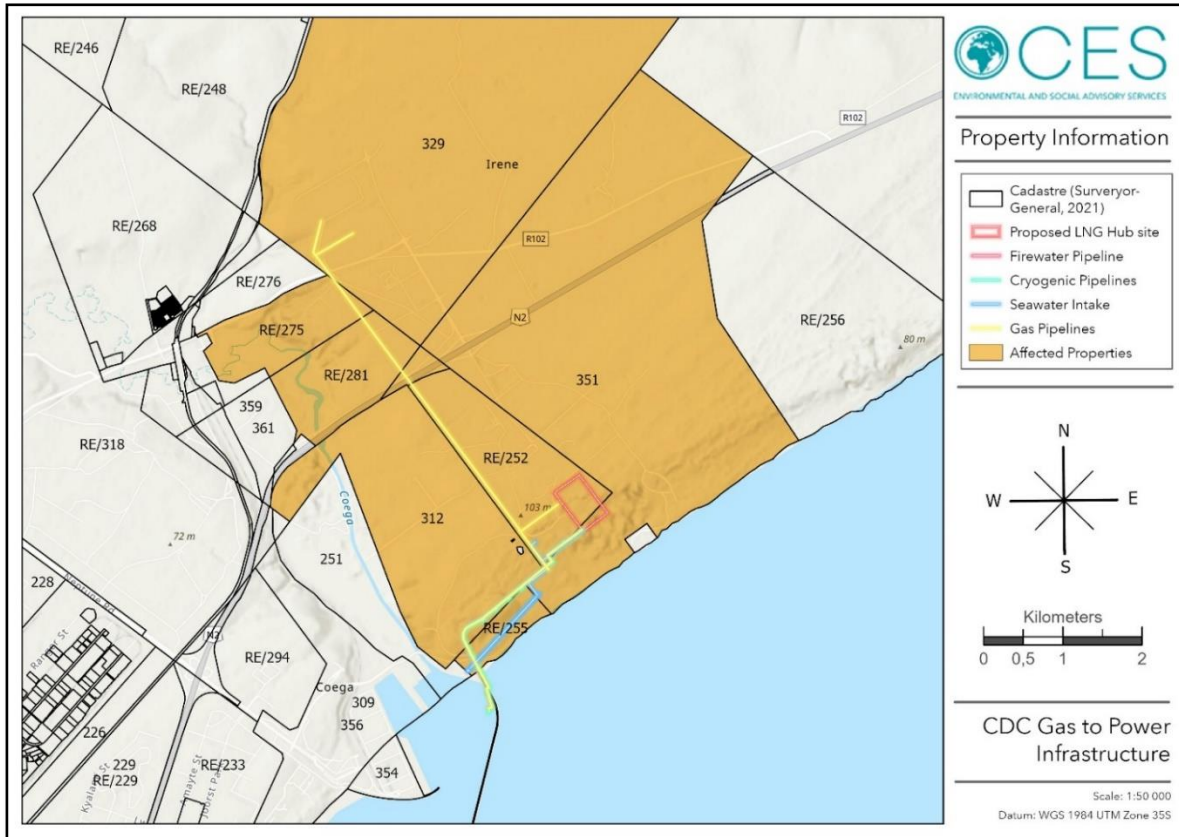 RE/246
RE/248
RE/268
RE/276
RE/275
RE/281
359
361
RE/318
329
Irene
R102
R102
N2
351
RE/256
80 m
RE/252
103 m
312
Coega
251
72 m
228
Neptune Rd
N2
RE/294
RE/255
Coega
309
356
354
226
229
RE/229
RE/233
CES
ENVIRONMENTAL AND SOCIAL ADVISORY SERVICES
Property Information
Cadastre (Surveryor-
General, 2021)
Proposed LNG Hub site
Firewater Pipeline
Cryogenic Pipelines
Seawater Intake
Gas Pipelines
Affected Properties
N
W
E
S
Kilometers
0 0,5 1 2
CDC Gas to Power
Infrastructure
Scale: 1:50 000
Datum: WGS 1984 UTM Zone 35S